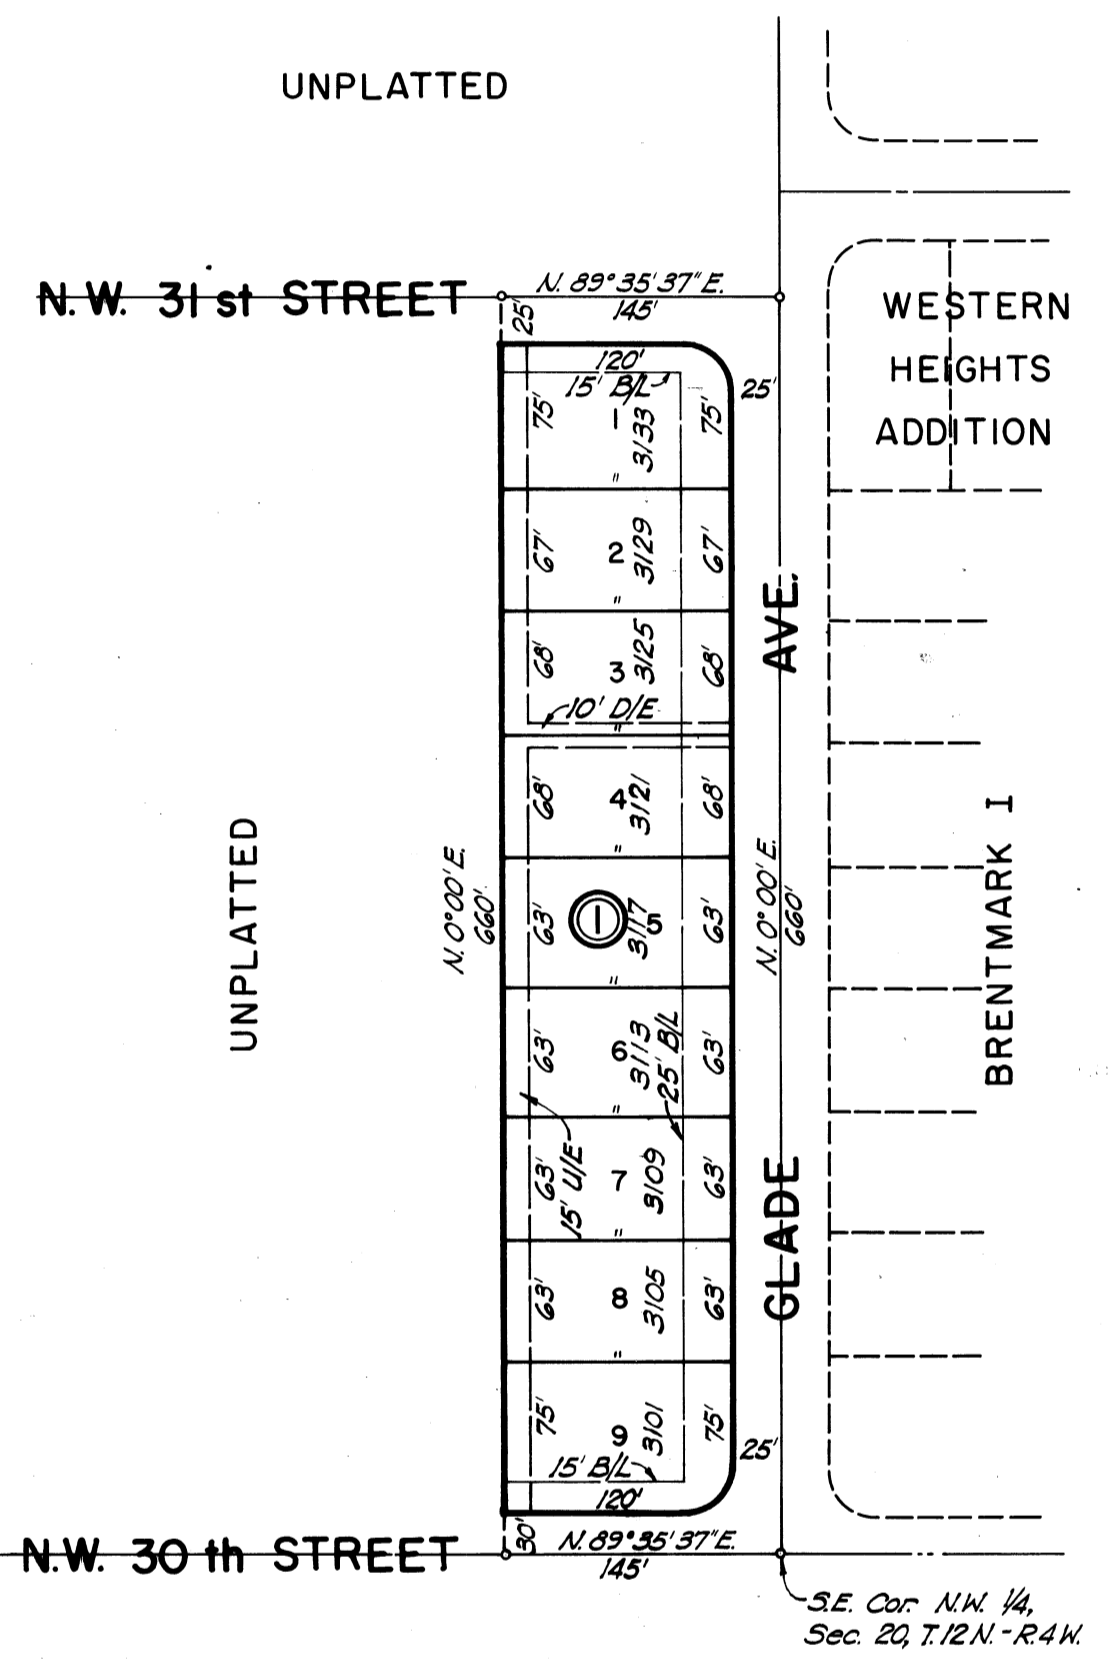 UNPLATTED
N.W. 31st STREET
N. 89° 35' 37" E.
145'
25'
120'
15' B/L
25'
75'
1
3133
75'
"
WESTERN
HEIGHTS
ADDITION
67'
2
3129
67'
"
68'
3
3125
68'
10' D/E
"
AVE.
68'
4
3121
68'
"
UNPLATTED
N. 0° 00' E.
660'
63'
1
3117
5
63'
"
N. 0° 00' E.
660'
BRENTMARK I
63'
6
3113
25' B/L
63'
"
63'
15' U/E
7
3109
63'
"
GLADE
63'
8
3105
63'
"
75'
9
3101
75'
25'
15' B/L
120'
N.W. 30th STREET
30'
N. 89° 35' 37" E.
145'
S.E. Cor. N.W. 1/4,
Sec. 20, T.12N.-R.4W.